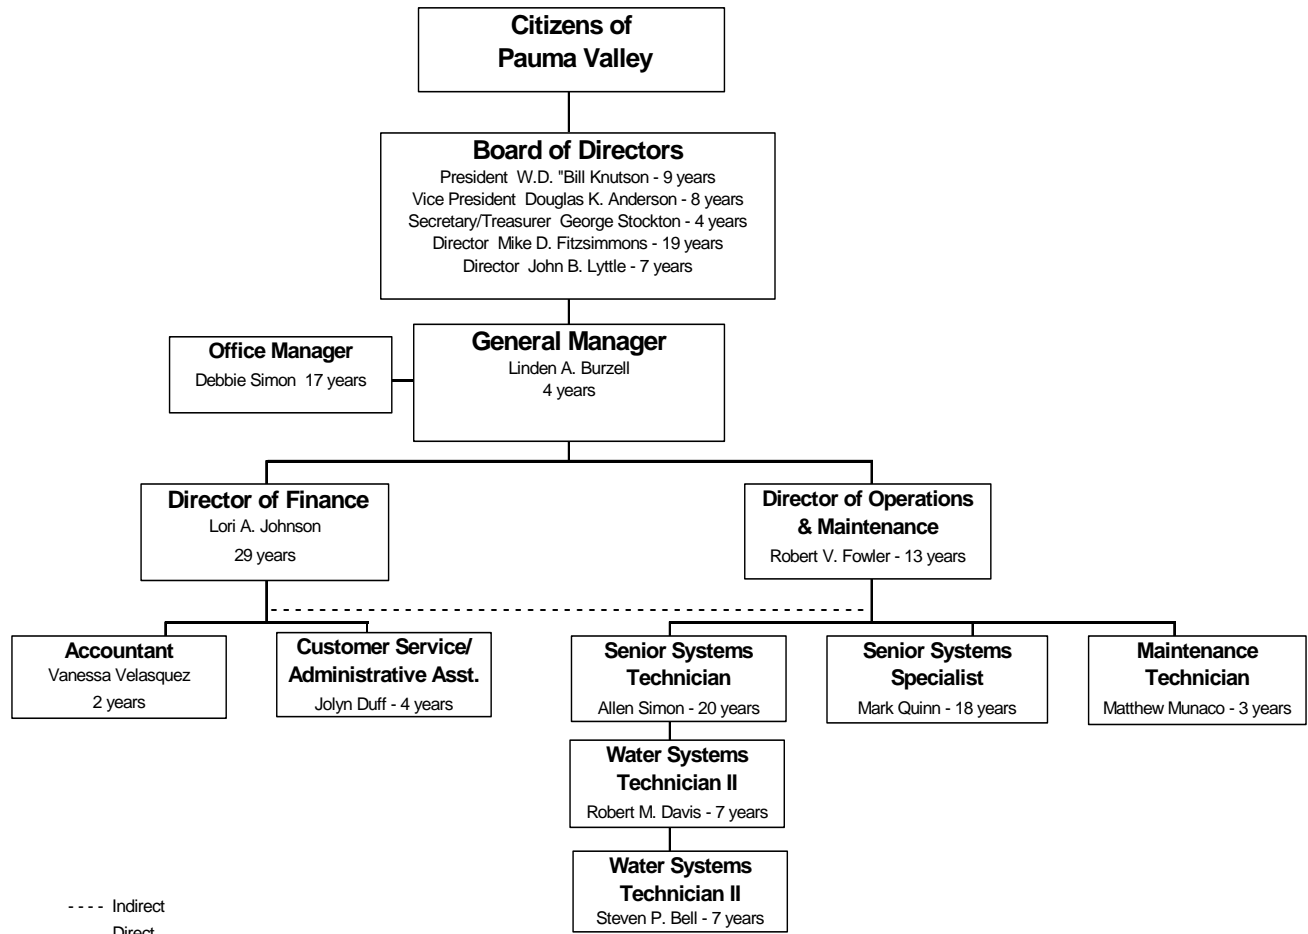 Citizens of
Pauma Valley
Board of Directors
President W.D. "Bill Knutson - 9 years
Vice President Douglas K. Anderson - 8 years
Secretary/Treasurer George Stockton - 4 years
Director Mike D. Fitzsimmons - 19 years
Director John B. Lyttle - 7 years
General Manager
Linden A. Burzell
4 years
Office Manager
Debbie Simon 17 years
Director of Finance
Lori A. Johnson
29 years
Director of Operations
& Maintenance
Robert V. Fowler - 13 years
Accountant
Vanessa Velasquez
2 years
Customer Service/
Administrative Asst.
Jolyn Duff - 4 years
Senior Systems
Technician
Allen Simon - 20 years
Senior Systems
Specialist
Mark Quinn - 18 years
Maintenance
Technician
Matthew Munaco - 3 years
Water Systems
Technician II
Robert M. Davis - 7 years
Water Systems
Technician II
Steven P. Bell - 7 years
- - - - Indirect
Direct